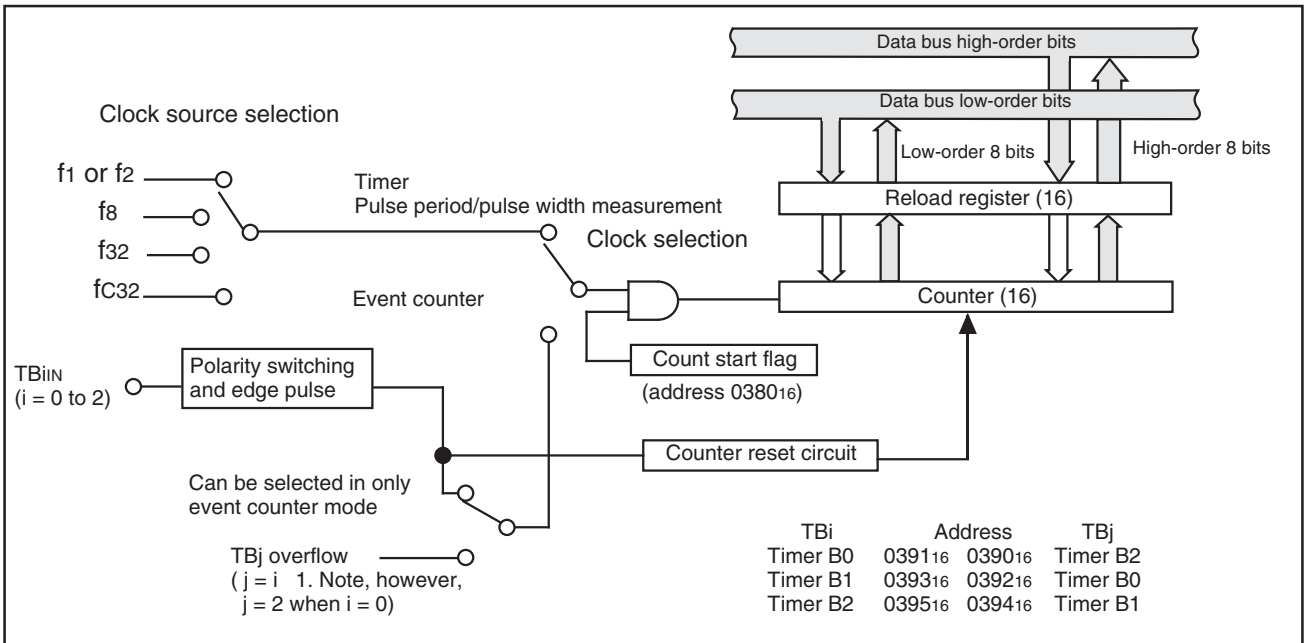 Data bus high-order bits
Data bus low-order bits
Clock source selection
Low-order 8 bits
High-order 8 bits
f1 or f2
f8
f32
fC32
Timer
Pulse period/pulse width measurement
Reload register (16)
Clock selection
Event counter
Counter (16)
TBiIN
(i = 0 to 2)
Polarity switching
and edge pulse
Count start flag
(address 038016)
Counter reset circuit
Can be selected in only
event counter mode
TBj overflow
( j = i 1. Note, however,
j = 2 when i = 0)
TBi Address TBj
Timer B0 039116 039016 Timer B2
Timer B1 039316 039216 Timer B0
Timer B2 039516 039416 Timer B1